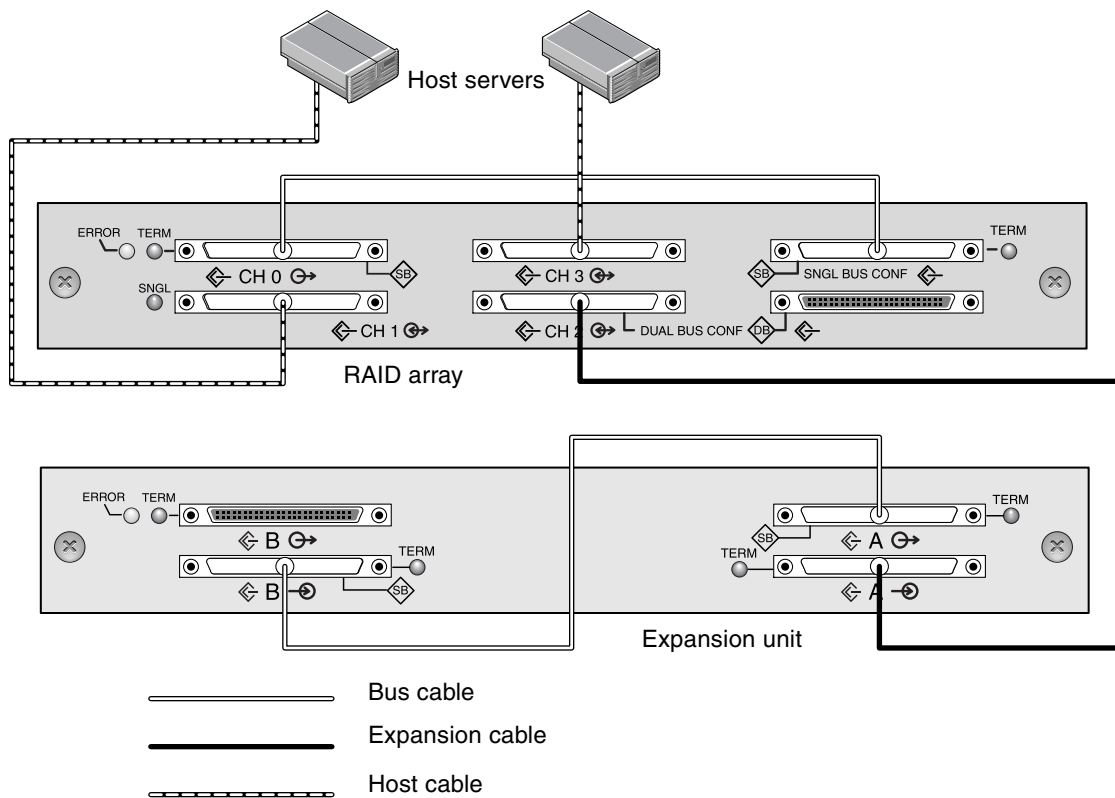 Host servers
ERROR TERM
TERM
CH 0
SB
CH 3
SB
SNGL BUS CONF
SNGL
CH 1
CH 2
DUAL BUS CONF
DB
RAID array
ERROR TERM
TERM
B
SB
A
TERM
TERM
B
SB
A
Expansion unit
Bus cable
Expansion cable
Host cable